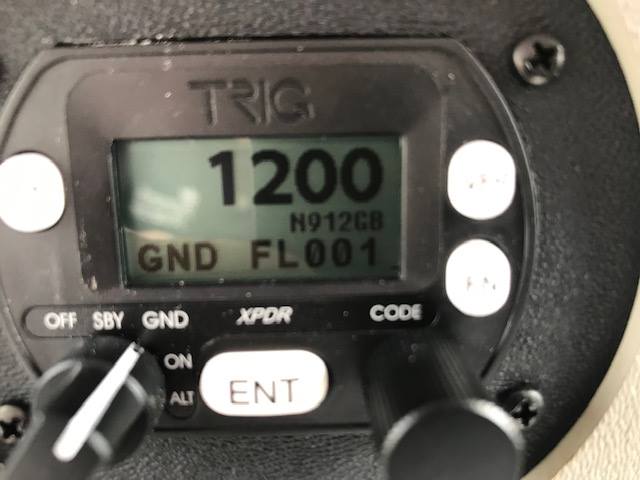 TRIG
1200
N912GB
GND FL001
OFF SBY GND XPDR CODE
ON
ALT
ENT